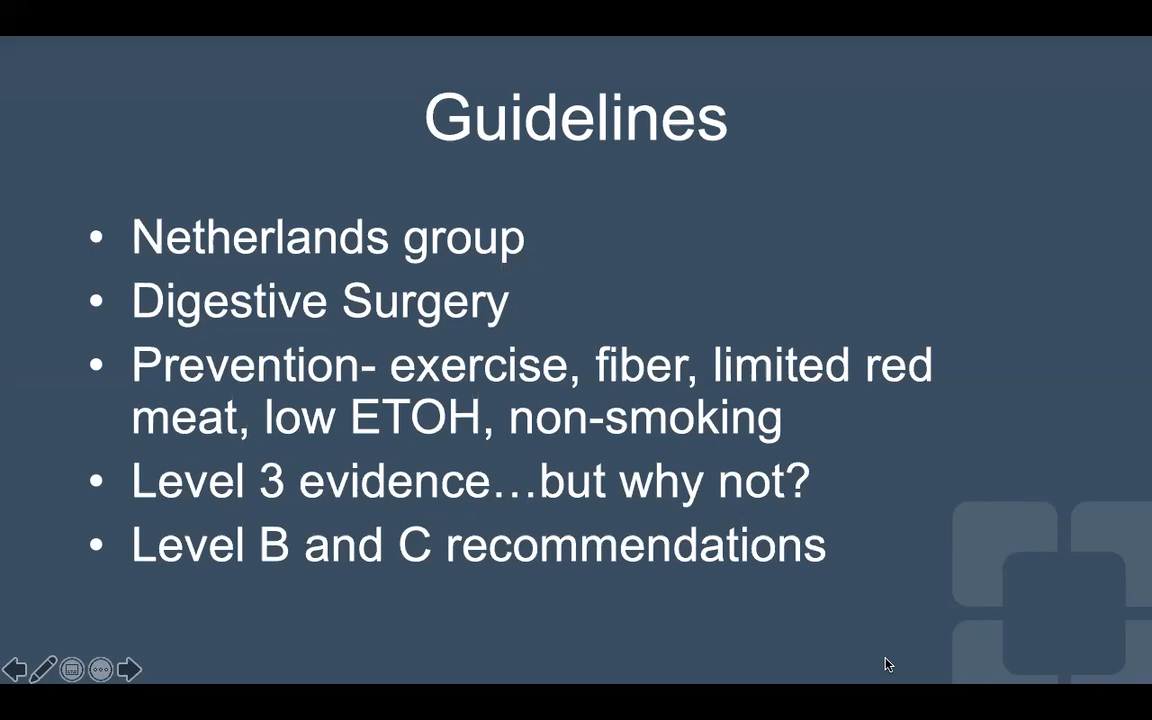 Guidelines
• Netherlands group
• Digestive Surgery
• Prevention- exercise, fiber, limited red
meat, low ETOH, non-smoking
• Level 3 evidence…but why not?
• Level B and C recommendations